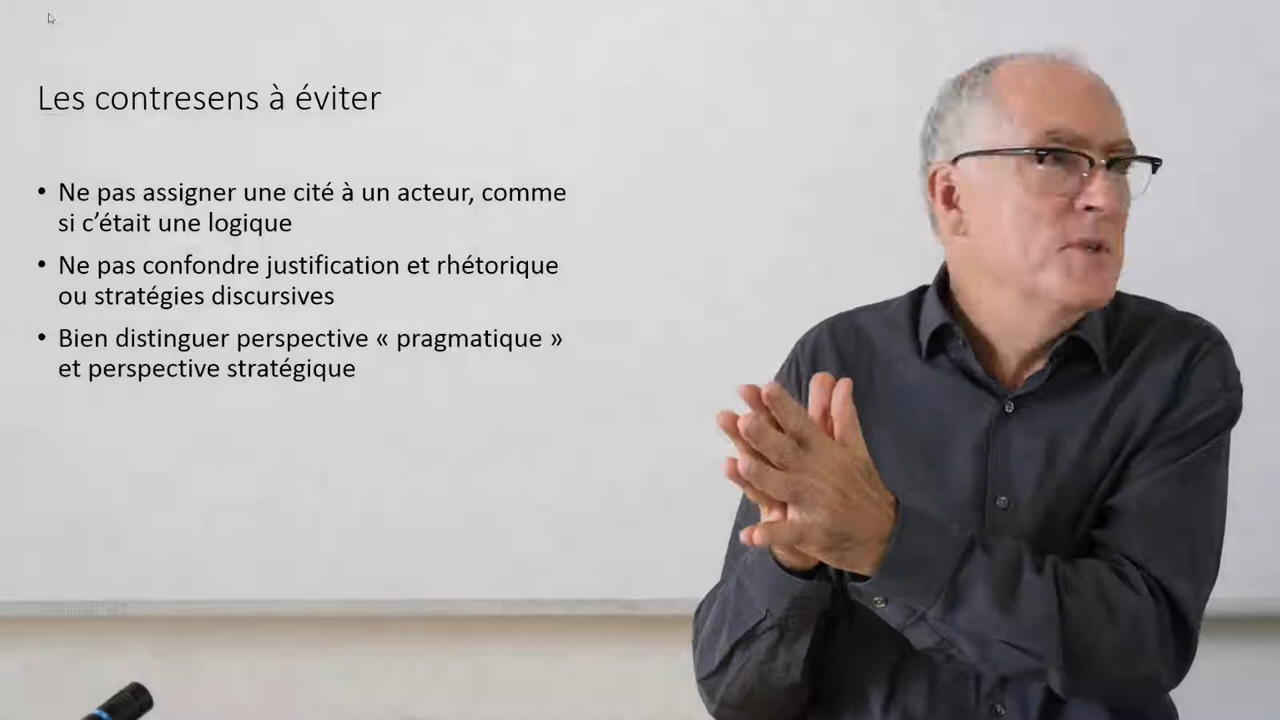 Les contresens à éviter
• Ne pas assigner une cité à un acteur, comme
si c’était une logique
• Ne pas confondre justification et rhétorique
ou stratégies discursives
• Bien distinguer perspective « pragmatique »
et perspective stratégique